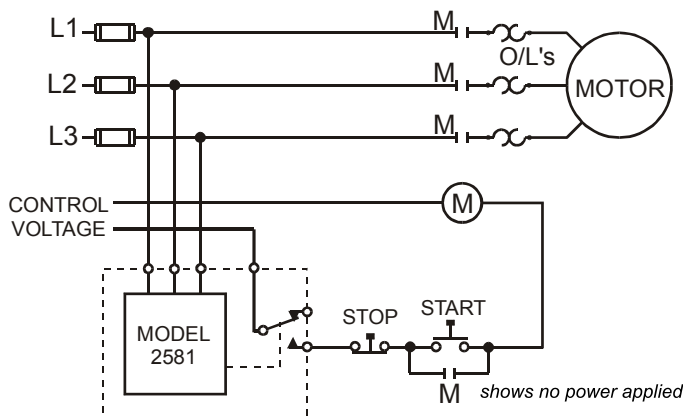 L1
M
O/L's
L2
M
MOTOR
L3
M
CONTROL
VOLTAGE
M
MODEL
2581
STOP
START
M
shows no power applied